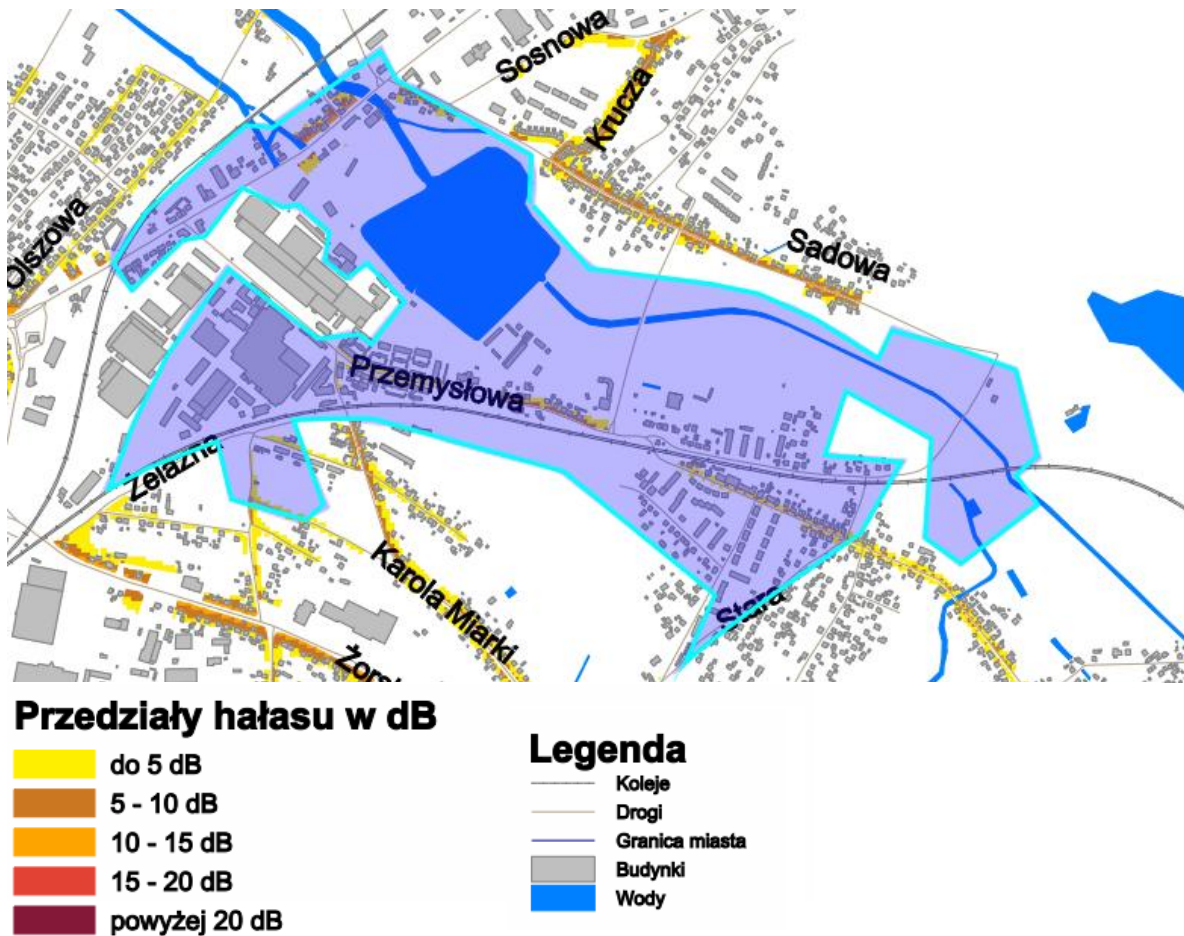 Sosnowa
Krucza
Olszowa
Sadowa
Przemysłowa
Żelazna
Karola Miarki
Stara
Żorsk
Przedziały hałasu w dB
do 5 dB
5 - 10 dB
10 - 15 dB
15 - 20 dB
powyżej 20 dB
Legenda
Koleje
Drogi
Granica miasta
Budynki
Wody